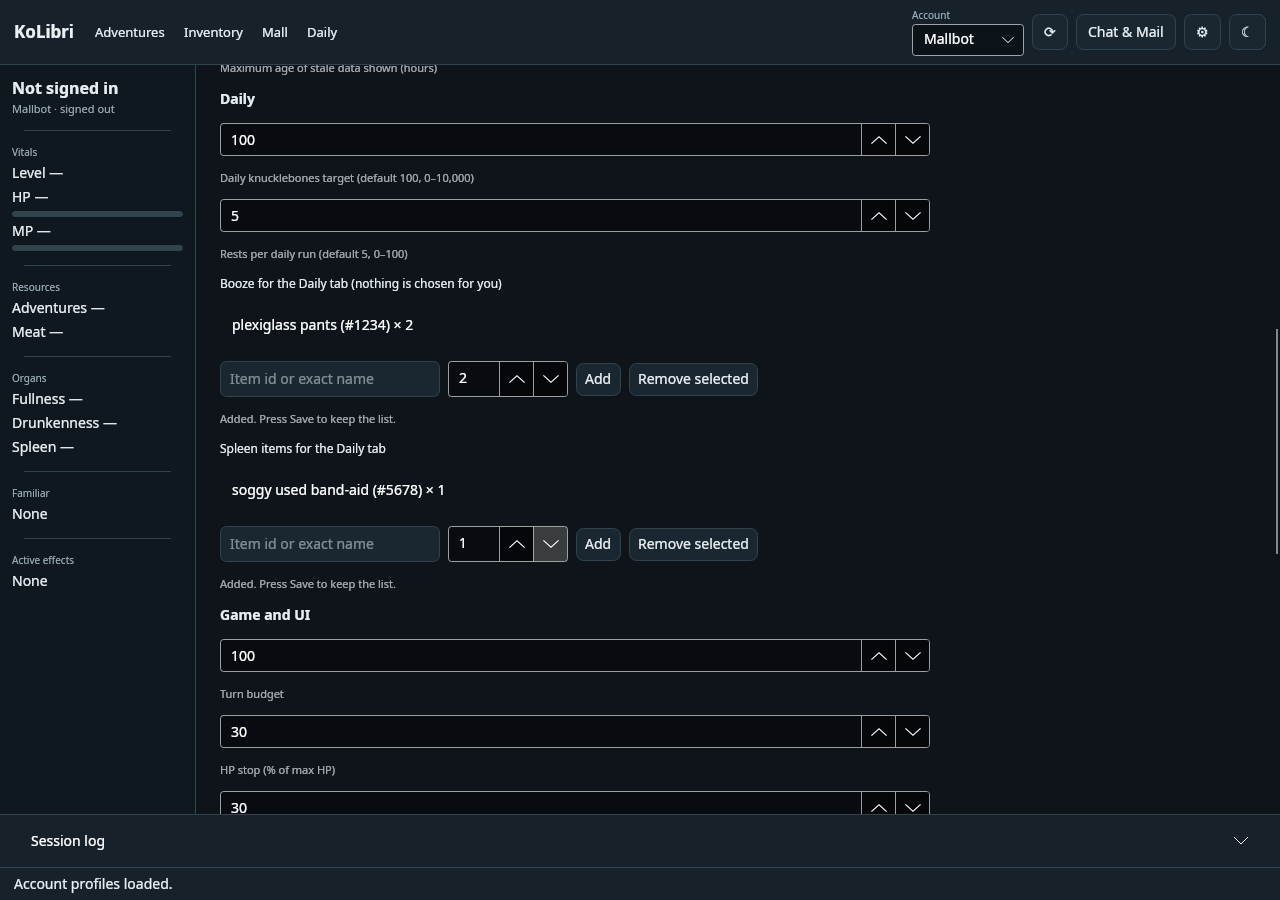 KoLibri
Adventures
Inventory
Mall
Daily
Account
Mallbot
⟳
Chat & Mail
⚙
☾
Not signed in
Mallbot · signed out
Vitals
Level —
HP —
MP —
Resources
Adventures —
Meat —
Organs
Fullness —
Drunkenness —
Spleen —
Familiar
None
Active effects
None
Maximum age of stale data shown (hours)
Daily
100
Daily knucklebones target (default 100, 0–10,000)
5
Rests per daily run (default 5, 0–100)
Booze for the Daily tab (nothing is chosen for you)
plexiglass pants (#1234) × 2
Item id or exact name
2
Add
Remove selected
Added. Press Save to keep the list.
Spleen items for the Daily tab
soggy used band-aid (#5678) × 1
Item id or exact name
1
Add
Remove selected
Added. Press Save to keep the list.
Game and UI
100
Turn budget
30
HP stop (% of max HP)
30
Session log
Account profiles loaded.